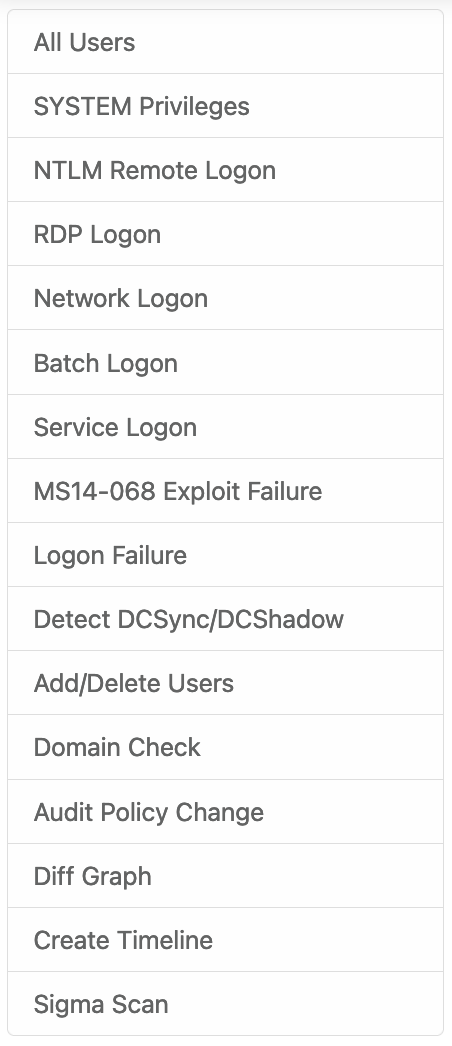 All Users
SYSTEM Privileges
NTLM Remote Logon
RDP Logon
Network Logon
Batch Logon
Service Logon
MS14-068 Exploit Failure
Logon Failure
Detect DCSync/DCShadow
Add/Delete Users
Domain Check
Audit Policy Change
Diff Graph
Create Timeline
Sigma Scan